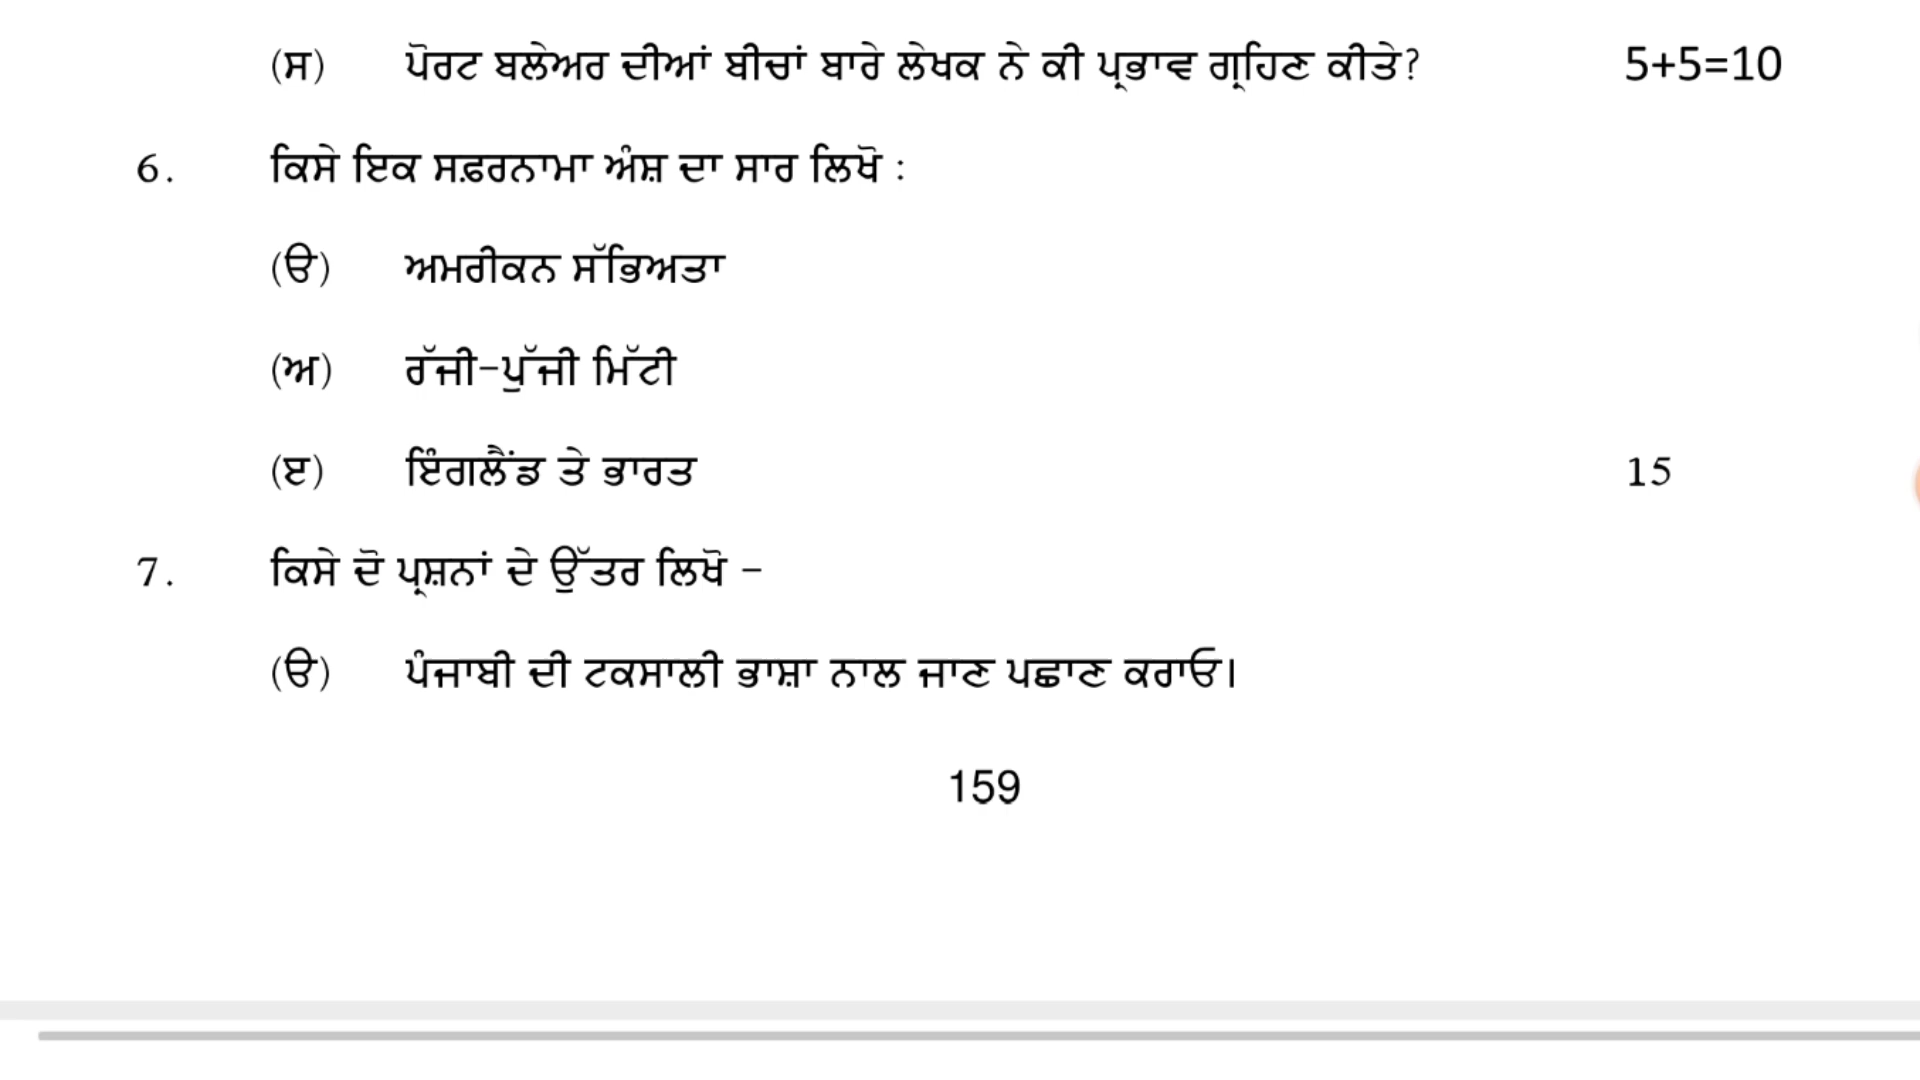 (ਸ) ਪੋਰਟ ਬਲੇਅਰ ਦੀਆਂ ਬੀਚਾਂ ਬਾਰੇ ਲੇਖਕ ਨੇ ਕੀ ਪ੍ਰਭਾਵ ਗ੍ਰਹਿਣ ਕੀਤੇ? 5+5=10
6. ਕਿਸੇ ਇਕ ਸਫ਼ਰਨਾਮਾ ਅੰਸ਼ ਦਾ ਸਾਰ ਲਿਖੋ :
(ੳ) ਅਮਰੀਕਨ ਸੱਭਿਅਤਾ
(ਅ) ਰੱਜੀ-ਪੁੱਜੀ ਮਿੱਟੀ
(ੲ) ਇੰਗਲੈਂਡ ਤੇ ਭਾਰਤ 15
7. ਕਿਸੇ ਦੋ ਪ੍ਰਸ਼ਨਾਂ ਦੇ ਉੱਤਰ ਲਿਖੋ -
(ੳ) ਪੰਜਾਬੀ ਦੀ ਟਕਸਾਲੀ ਭਾਸ਼ਾ ਨਾਲ ਜਾਣ ਪਛਾਣ ਕਰਾਓ।
159